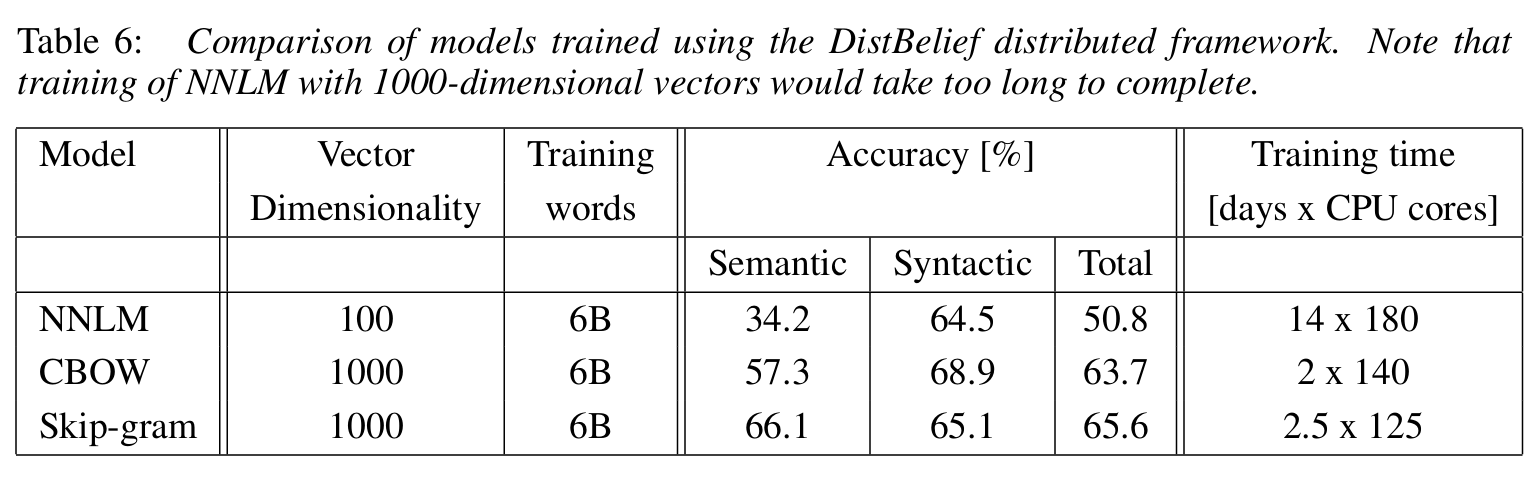 Table 6: Comparison of models trained using the DistBelief distributed framework. Note that
training of NNLM with 1000-dimensional vectors would take too long to complete.
Model Vector Training Accuracy [%] Training time
Dimensionality words [days x CPU cores]
Semantic Syntactic Total
NNLM 100 6B 34.2 64.5 50.8 14 x 180
CBOW 1000 6B 57.3 68.9 63.7 2 x 140
Skip-gram 1000 6B 66.1 65.1 65.6 2.5 x 125